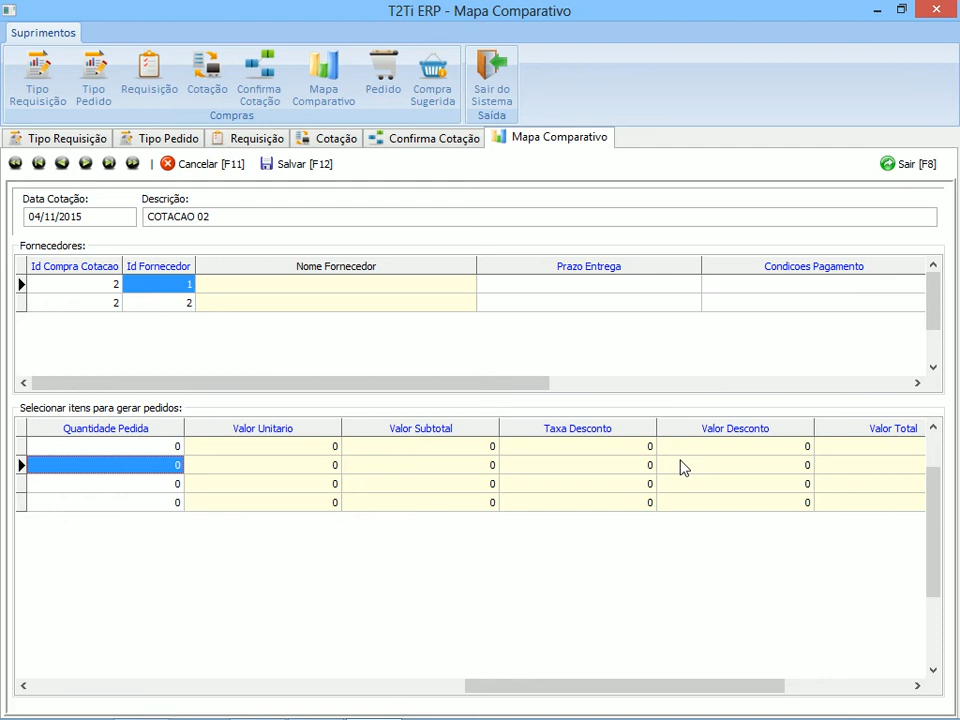 T2Ti ERP - Mapa Comparativo
Suprimentos
Tipo Requisição
Tipo Pedido
Requisição
Cotação
Confirma Cotação
Mapa Comparativo
Pedido
Compra Sugerida
Sair do Sistema
Compras
Saída
Tipo Requisição
Tipo Pedido
Requisição
Cotação
Confirma Cotação
Mapa Comparativo
Cancelar [F11]
Salvar [F12]
Sair [F8]
Data Cotação:
Descrição:
04/11/2015
COTACAO 02
Fornecedores:
Id Compra Cotacao Id Fornecedor Nome Fornecedor Prazo Entrega Condicoes Pagamento
2 1
2 2
Selecionar itens para gerar pedidos:
Quantidade Pedida Valor Unitario Valor Subtotal Taxa Desconto Valor Desconto Valor Total
0 0 0 0 0
0 0 0 0 0
0 0 0 0 0
0 0 0 0 0